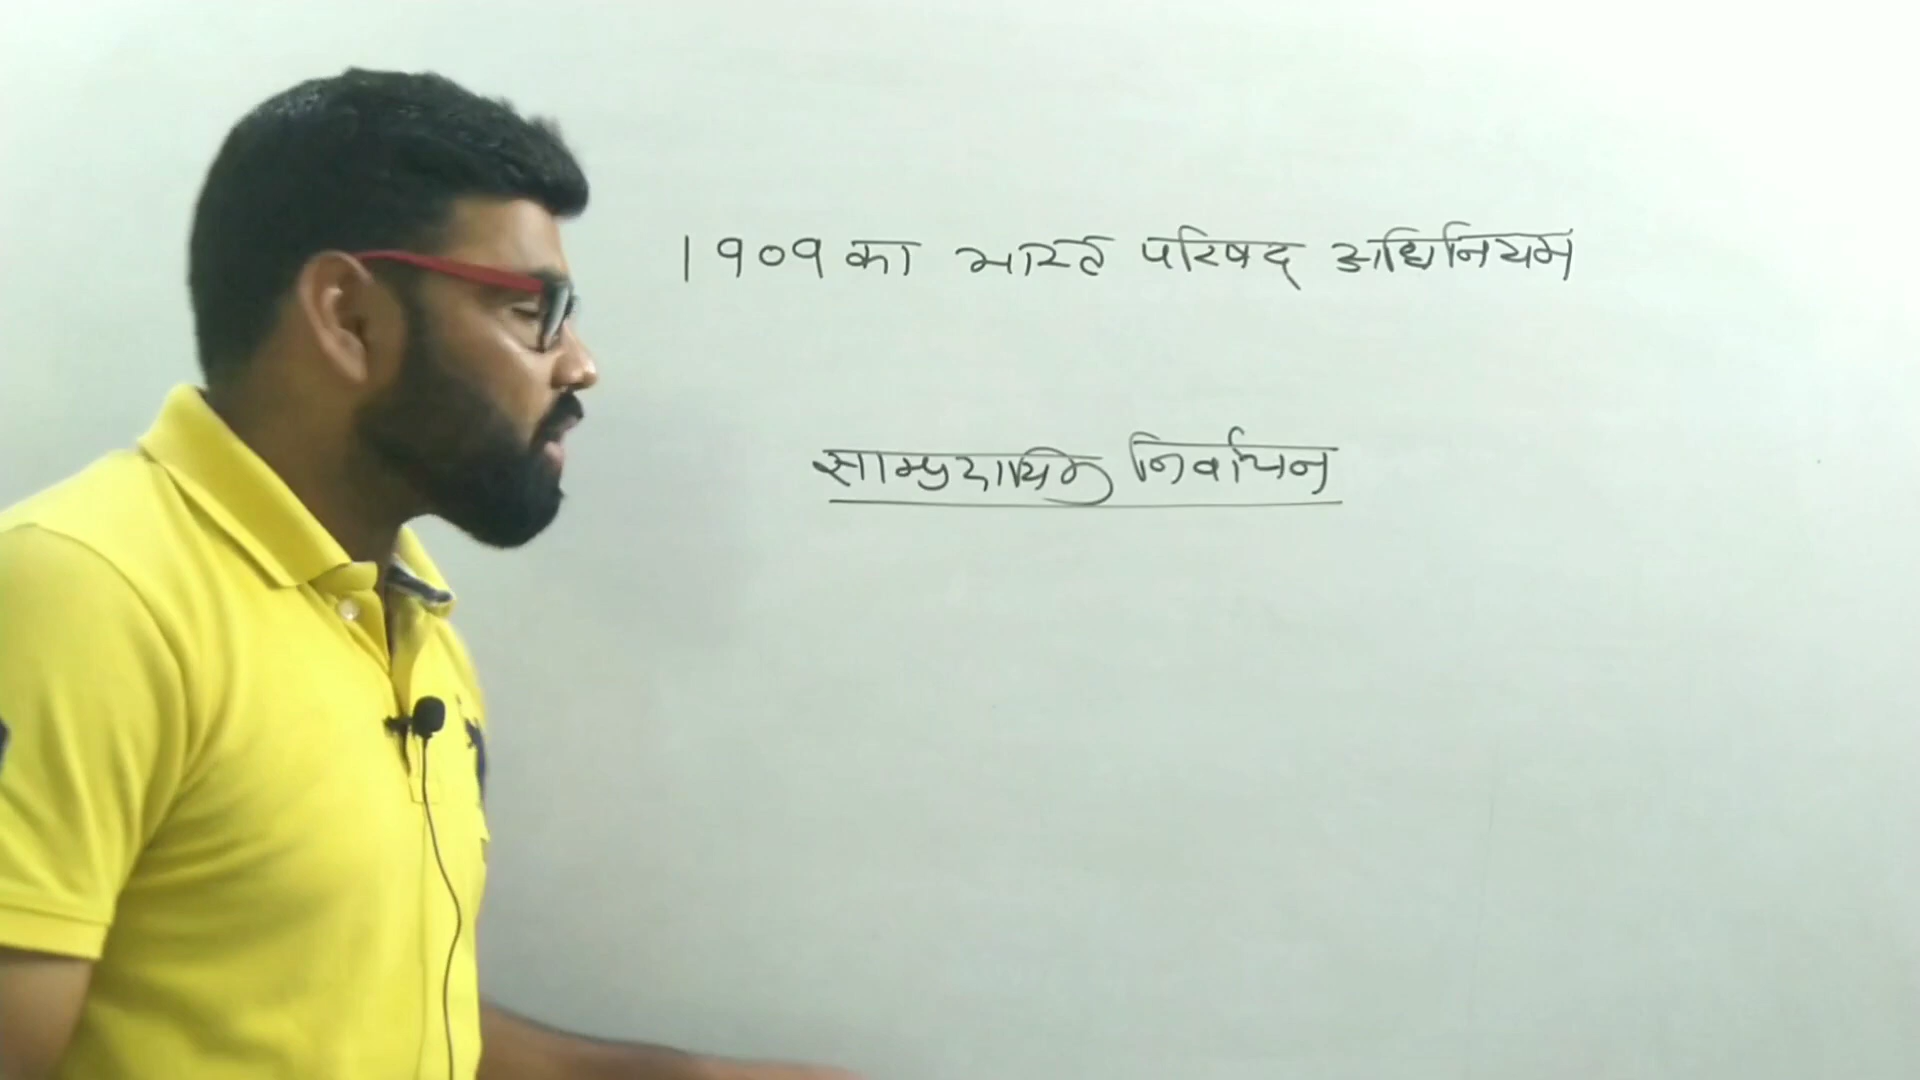 1909 का भारत परिषद अधिनियम
साम्प्रदायिक निर्वाचन